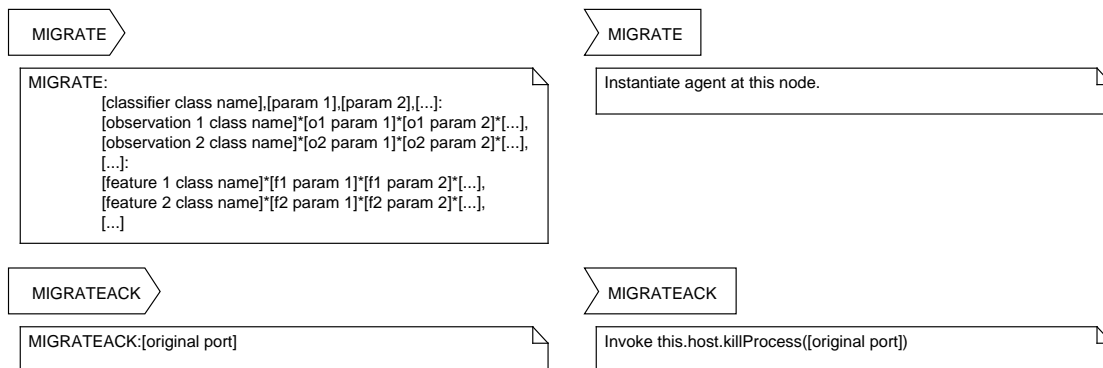 MIGRATE
MIGRATE
MIGRATE:
[classifier class name],[param 1],[param 2],[...]:
[observation 1 class name]*[o1 param 1]*[o1 param 2]*[...],
[observation 2 class name]*[o2 param 1]*[o2 param 2]*[...],
[...]:
[feature 1 class name]*[f1 param 1]*[f1 param 2]*[...],
[feature 2 class name]*[f2 param 1]*[f2 param 2]*[...],
[...]
Instantiate agent at this node.
MIGRATEACK
MIGRATEACK
MIGRATEACK:[original port]
Invoke this.host.killProcess([original port])